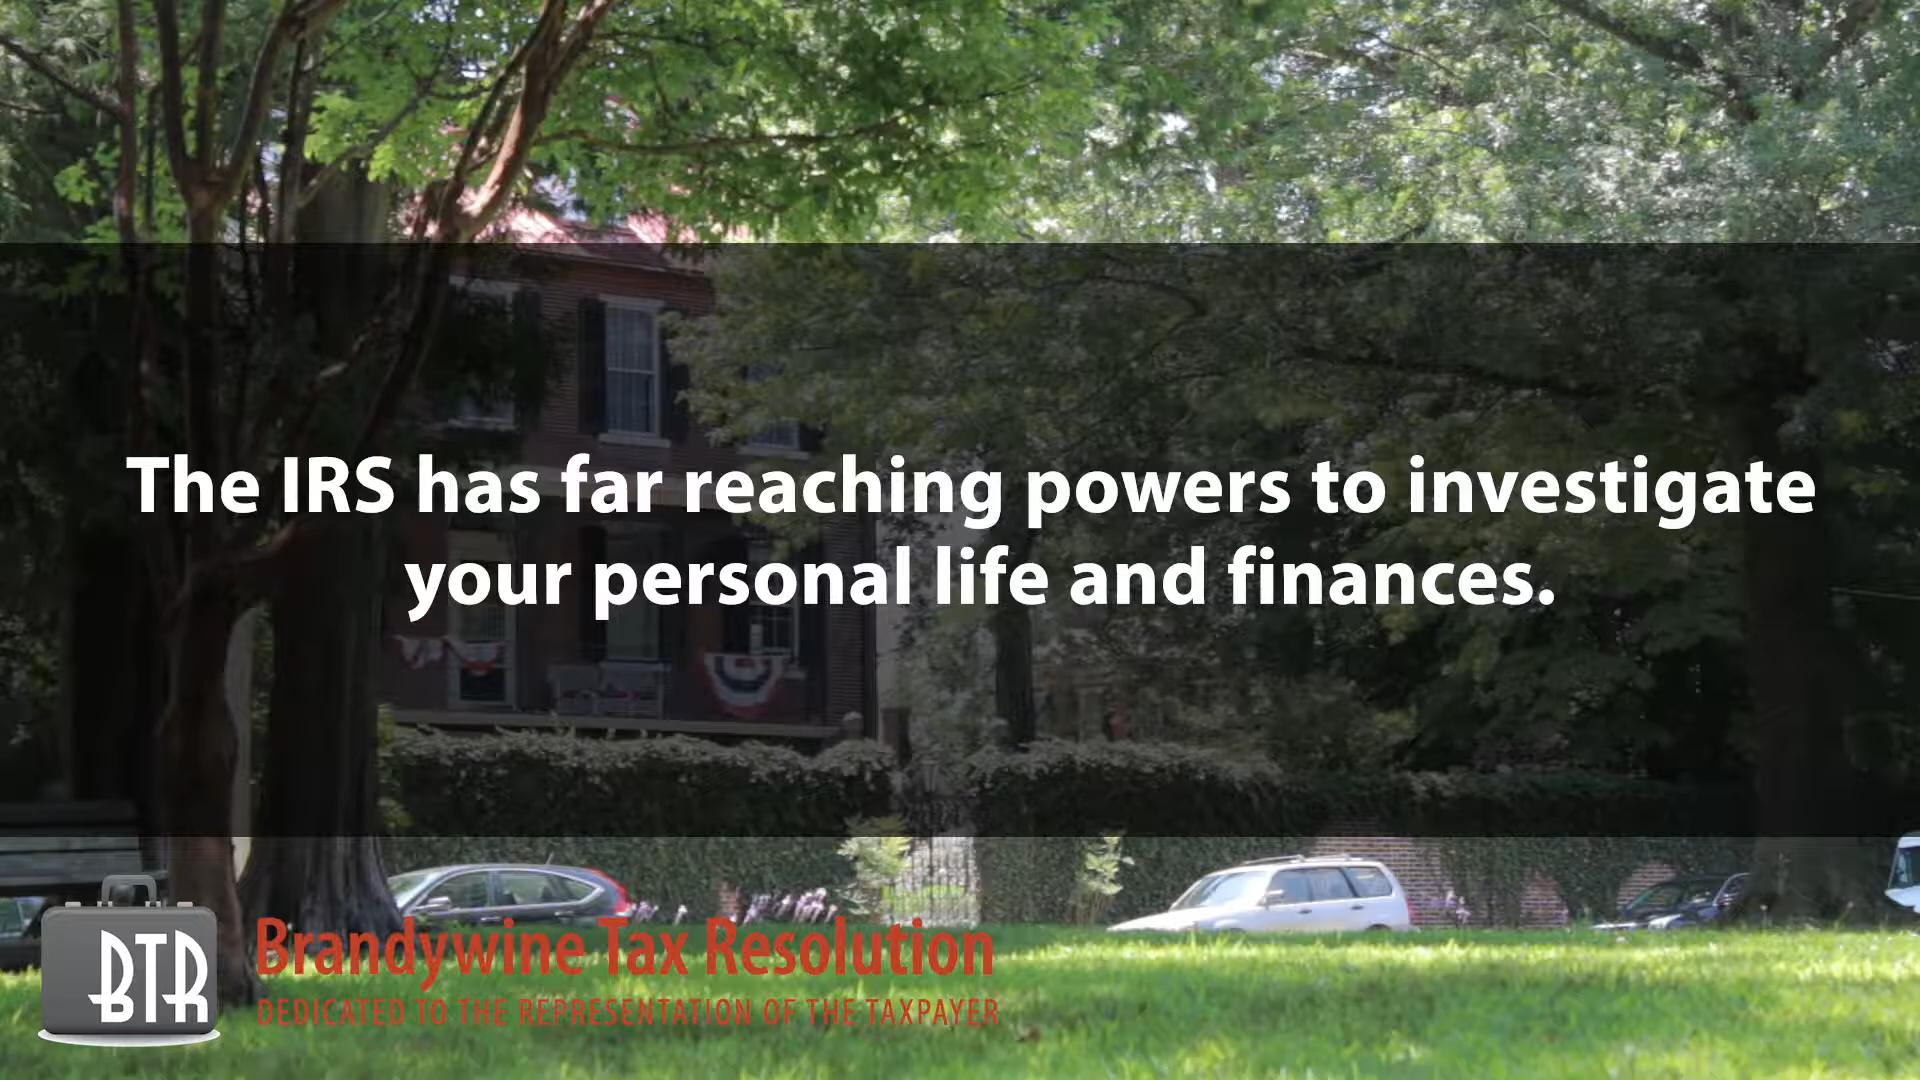 The IRS has far reaching powers to investigate
your personal life and finances.
BTR
Brandywine Tax Resolution
DEDICATED TO THE REPRESENTATION OF THE TAXPAYER